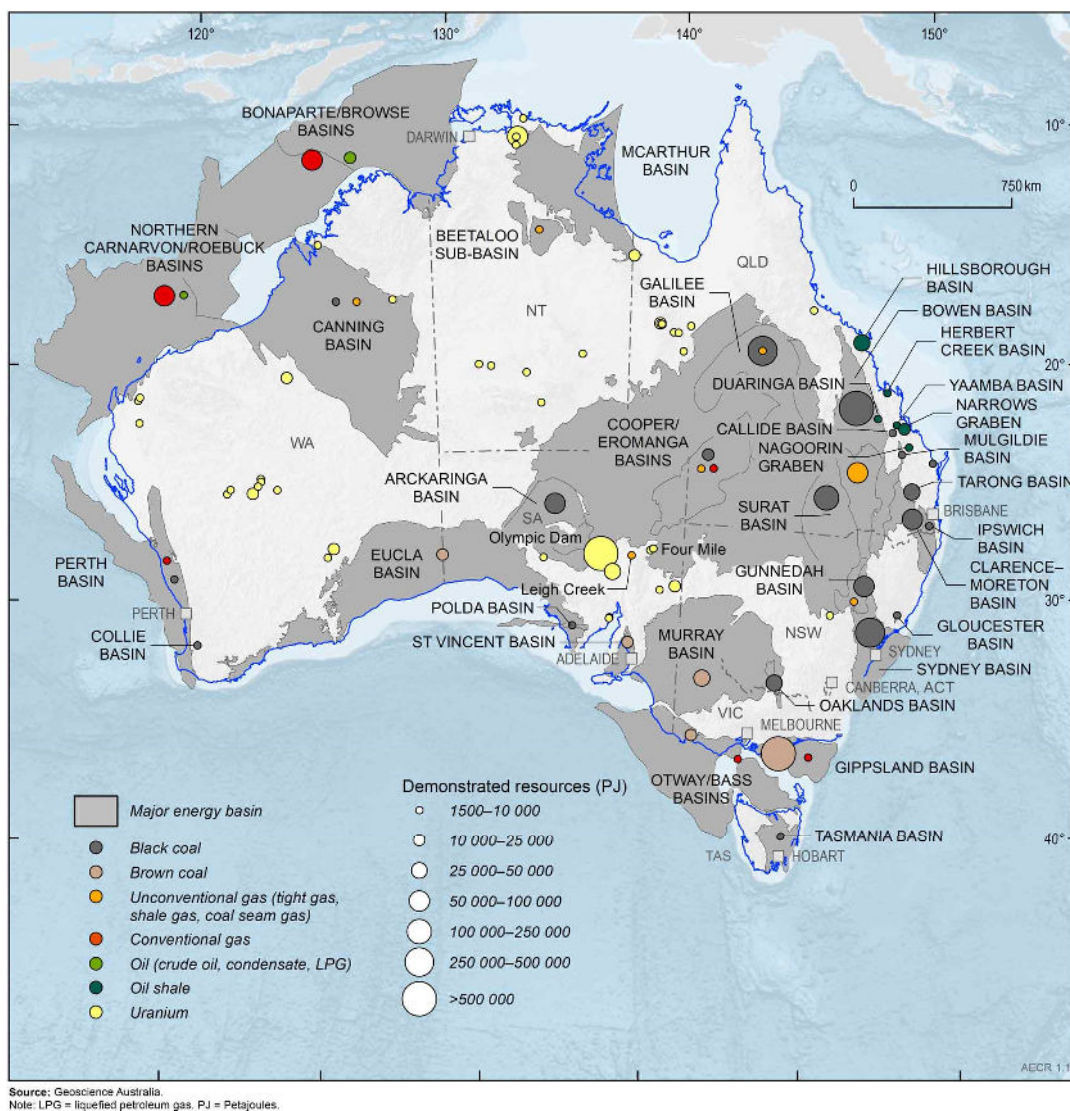 120°
130°
140°
150°
BONAPARTE/BROWSE
BASINS
DARWIN
10°
MCARTHUR
BASIN
0
750 km
NORTHERN
CARNARVON/ROEBUCK
BASINS
BEETALOO
SUB-BASIN
QLD
HILLSBOROUGH
BASIN
GALILEE
BASIN
BOWEN BASIN
NT
HERBERT
CREEK BASIN
CANNING
BASIN
20°
DUARINGA BASIN
YAAMBA BASIN
NARROWS
GRABEN
CALLIDE BASIN
COOPER/
EROMANGA
BASINS
MULGILDIE
BASIN
NAGOORIN
GRABEN
WA
ARCKARINGA
BASIN
TARONG BASIN
SURAT
BASIN
SA
BRISBANE
Olympic Dam
IPSWICH
BASIN
PERTH
BASIN
EUCLA
BASIN
Four Mile
CLARENCE–
MORETON
BASIN
GUNNEDAH
BASIN
Leigh Creek
30°
POLDA BASIN
PERTH
NSW
GLOUCESTER
BASIN
COLLIE
BASIN
ST VINCENT BASIN
MURRAY
BASIN
SYDNEY
ADELAIDE
SYDNEY BASIN
CANBERRA, ACT
OAKLANDS BASIN
VIC
MELBOURNE
GIPPSLAND BASIN
OTWAY/BASS
BASINS
TASMANIA BASIN
40°
TAS
HOBART
Major energy basin
Black coal
Brown coal
Unconventional gas (tight gas,
shale gas, coal seam gas)
Conventional gas
Oil (crude oil, condensate, LPG)
Oil shale
Uranium
Demonstrated resources (PJ)
1500–10 000
10 000–25 000
25 000–50 000
50 000–100 000
100 000–250 000
250 000–500 000
>500 000
Source: Geoscience Australia.
Note: LPG = liquefied petroleum gas. PJ = Petajoules.